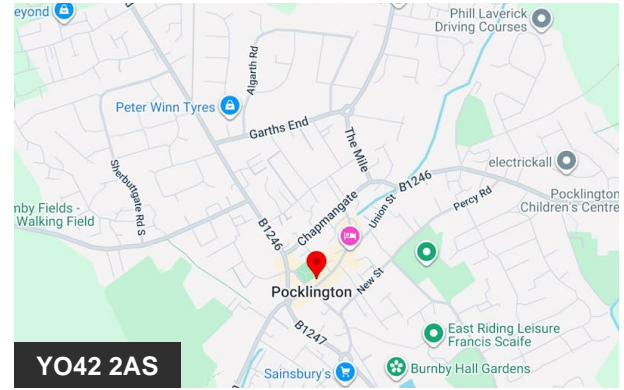 eyond
Phill Laverick
Driving Courses
Algarth Rd
Peter Winn Tyres
Garths End
The Mile
electrickall
Sherbuttgate Rd S
B1246
Pocklington
Children's Centre
Percy Rd
mby Fields -
Walking Field
Union St
Chapmangate
B1246
New St
Pocklington
B1247
East Riding Leisure
Francis Scaife
Sainsbury's
Burnby Hall Gardens
YO42 2AS